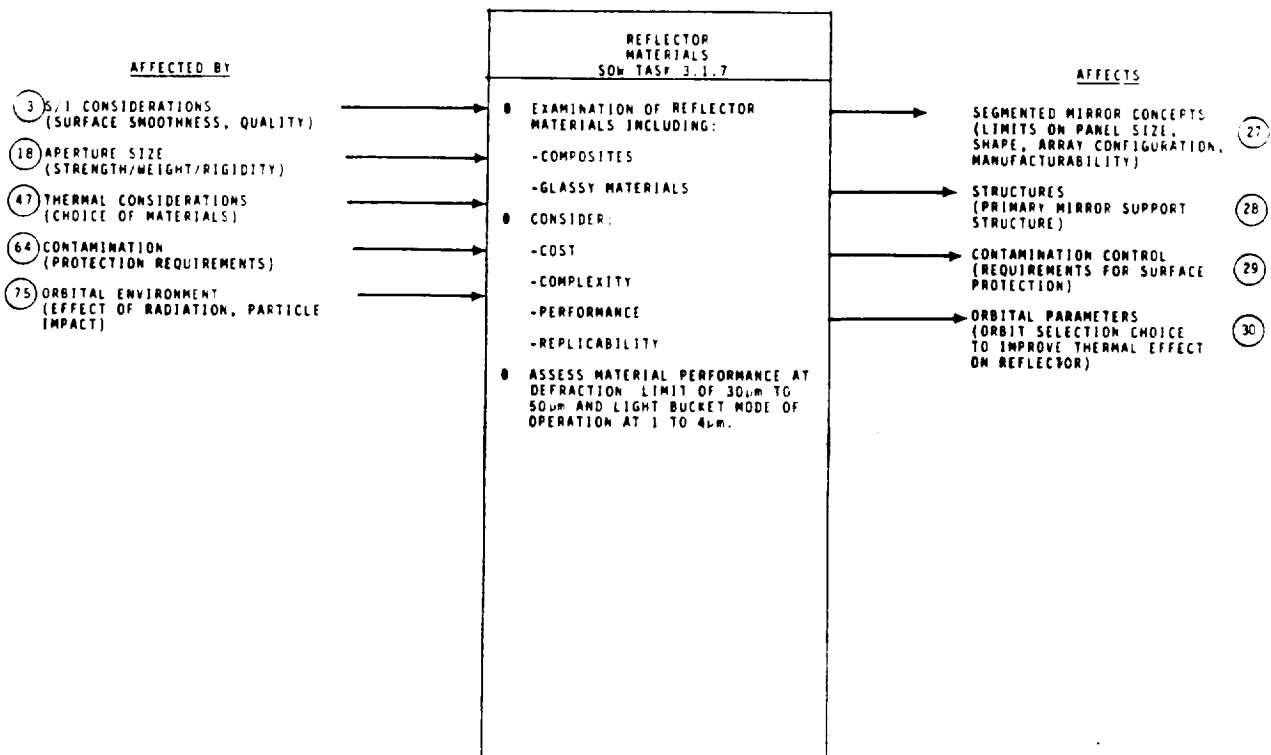 REFLECTOR
MATERIALS
SOW TASK 3.1.7
AFFECTED BY
3 S/I CONSIDERATIONS
(SURFACE SMOOTHNESS, QUALITY)
18 APERTURE SIZE
(STRENGTH/WEIGHT/RIGIDITY)
47 THERMAL CONSIDERATIONS
(CHOICE OF MATERIALS)
64 CONTAMINATION
(PROTECTION REQUIREMENTS)
75 ORBITAL ENVIRONMENT
(EFFECT OF RADIATION, PARTICLE
IMPACT)
● EXAMINATION OF REFLECTOR
MATERIALS INCLUDING:
-COMPOSITES
-GLASSY MATERIALS
● CONSIDER:
-COST
-COMPLEXITY
-PERFORMANCE
-REPLICABILITY
● ASSESS MATERIAL PERFORMANCE AT
DEFRACTION LIMIT OF 30µm TO
50µm AND LIGHT BUCKET MODE OF
OPERATION AT 1 TO 4µm.
AFFECTS
SEGMENTED MIRROR CONCEPTS
(LIMITS ON PANEL SIZE, 27
SHAPE, ARRAY CONFIGURATION,
MANUFACTURABILITY)
STRUCTURES
(PRIMARY MIRROR SUPPORT 28
STRUCTURE)
CONTAMINATION CONTROL
(REQUIREMENTS FOR SURFACE 29
PROTECTION)
ORBITAL PARAMETERS
(ORBIT SELECTION CHOICE 30
TO IMPROVE THERMAL EFFECT
ON REFLECTOR)